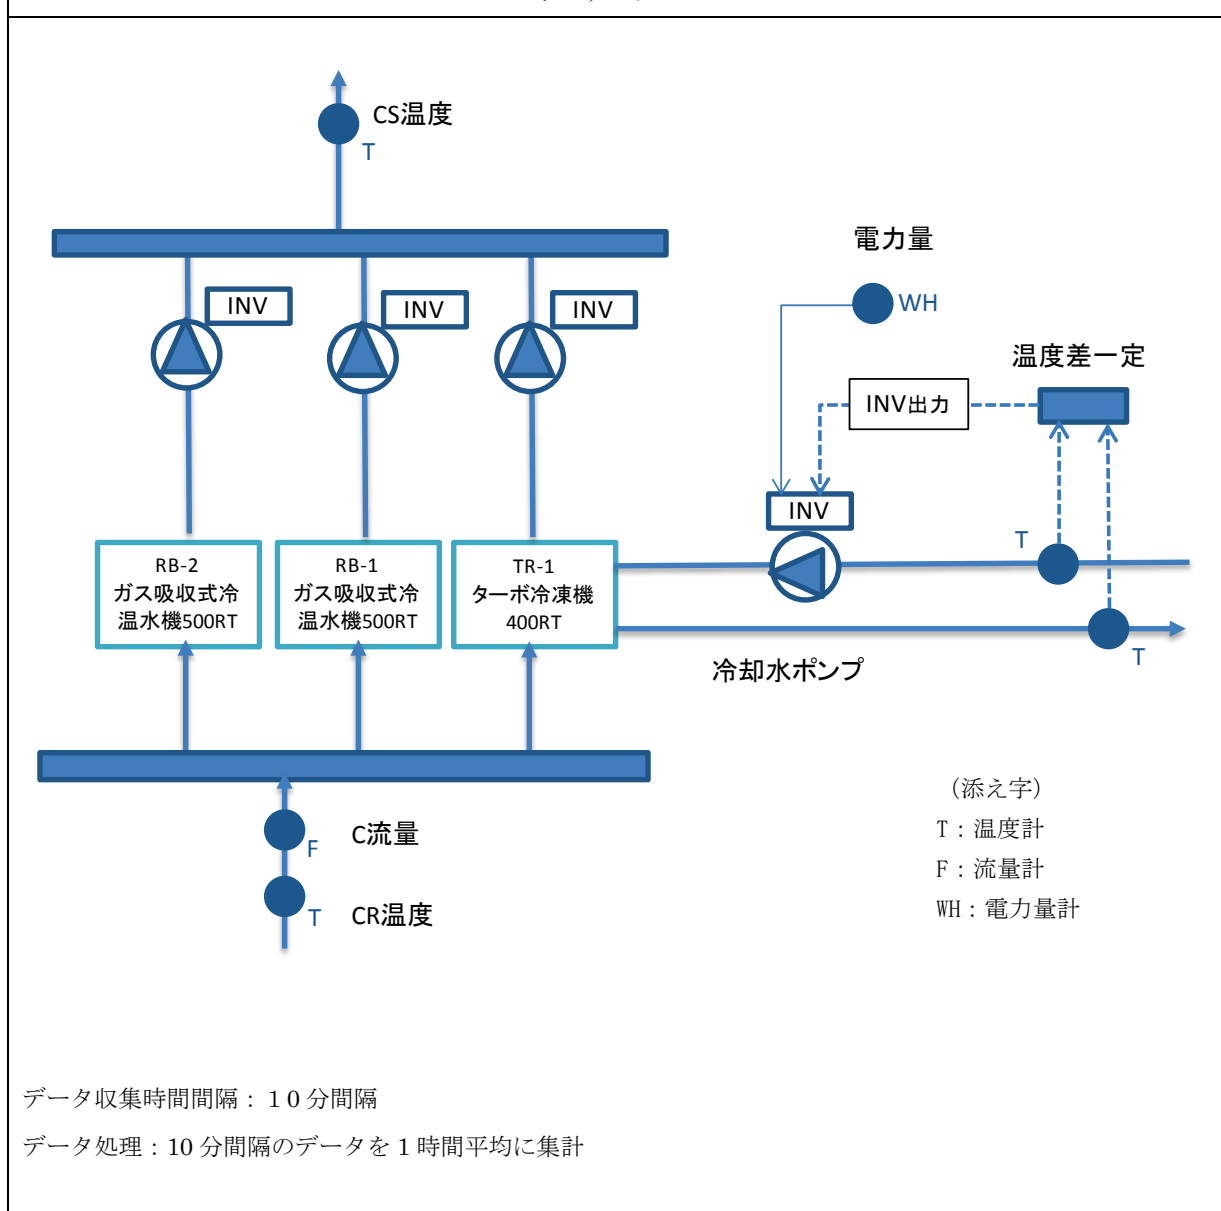 CS温度
T
電力量
INV
INV
INV
WH
温度差一定
INV出力
INV
T
RB-2
ガス吸収式冷
温水機500RT
RB-1
ガス吸収式冷
温水機500RT
TR-1
ターボ冷凍機
400RT
T
冷却水ポンプ
F
C流量
T
CR温度
（添え字）
T：温度計
F：流量計
WH：電力量計
データ収集時間間隔：１０分間隔
データ処理：10 分間隔のデータを 1 時間平均に集計